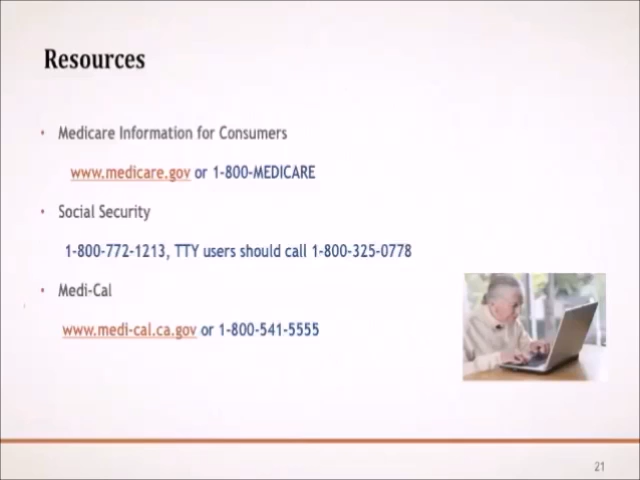 Resources
• Medicare Information for Consumers
www.medicare.gov or 1-800-MEDICARE
• Social Security
1-800-772-1213, TTY users should call 1-800-325-0778
• Medi-Cal
www.medi-cal.ca.gov or 1-800-541-5555
21